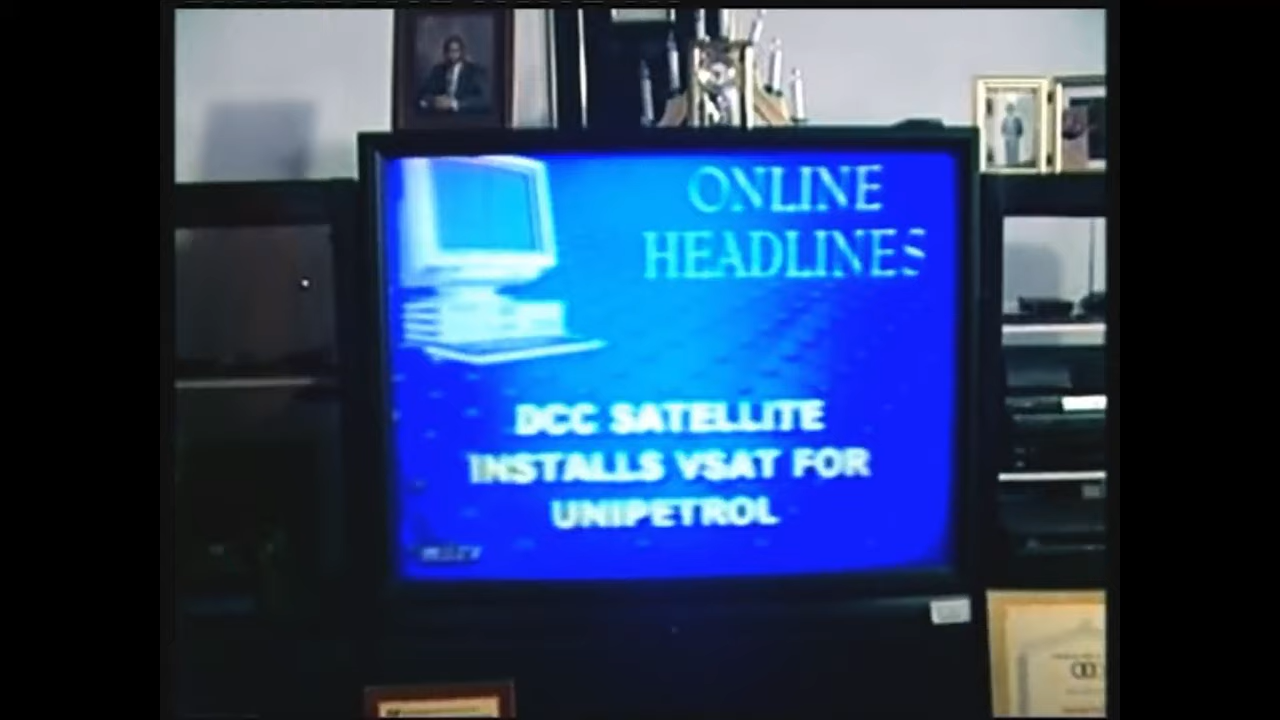 ONLINE
HEADLINES
DCC SATELLITE
INSTALLS VSAT FOR
UNIPETROL